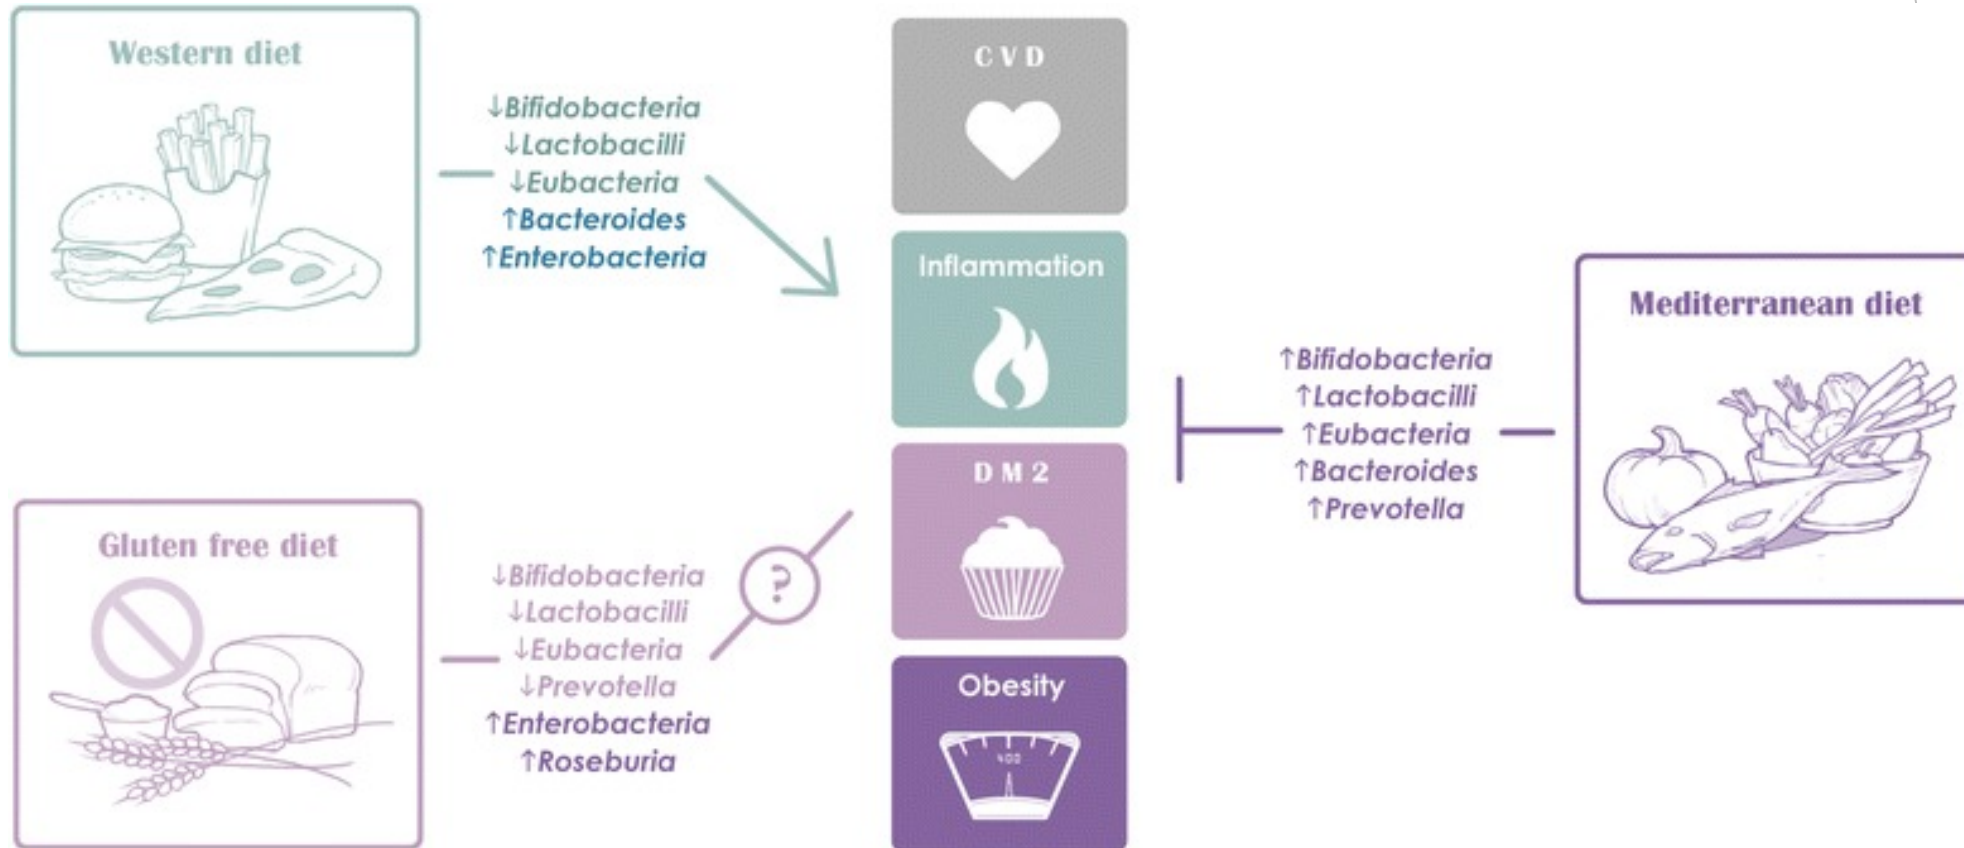 Western diet
↓Bifidobacteria
↓Lactobacilli
↓Eubacteria
↑Bacteroides
↑Enterobacteria
Gluten free diet
↓Bifidobacteria
↓Lactobacilli
↓Eubacteria
↓Prevotella
↑Enterobacteria
↑Roseburia
?
CVD
Inflammation
DM2
Obesity
400
↑Bifidobacteria
↑Lactobacilli
↑Eubacteria
↑Bacteroides
↑Prevotella
Mediterranean diet